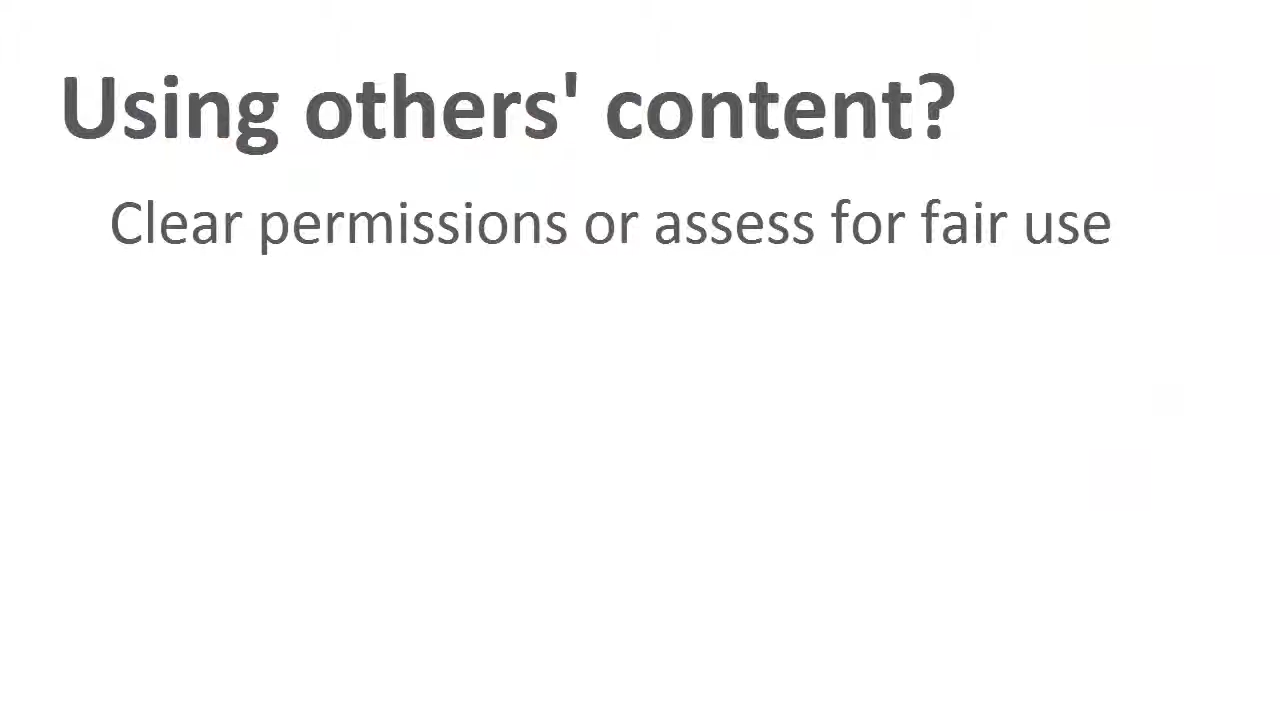 Using others' content?
Clear permissions or assess for fair use